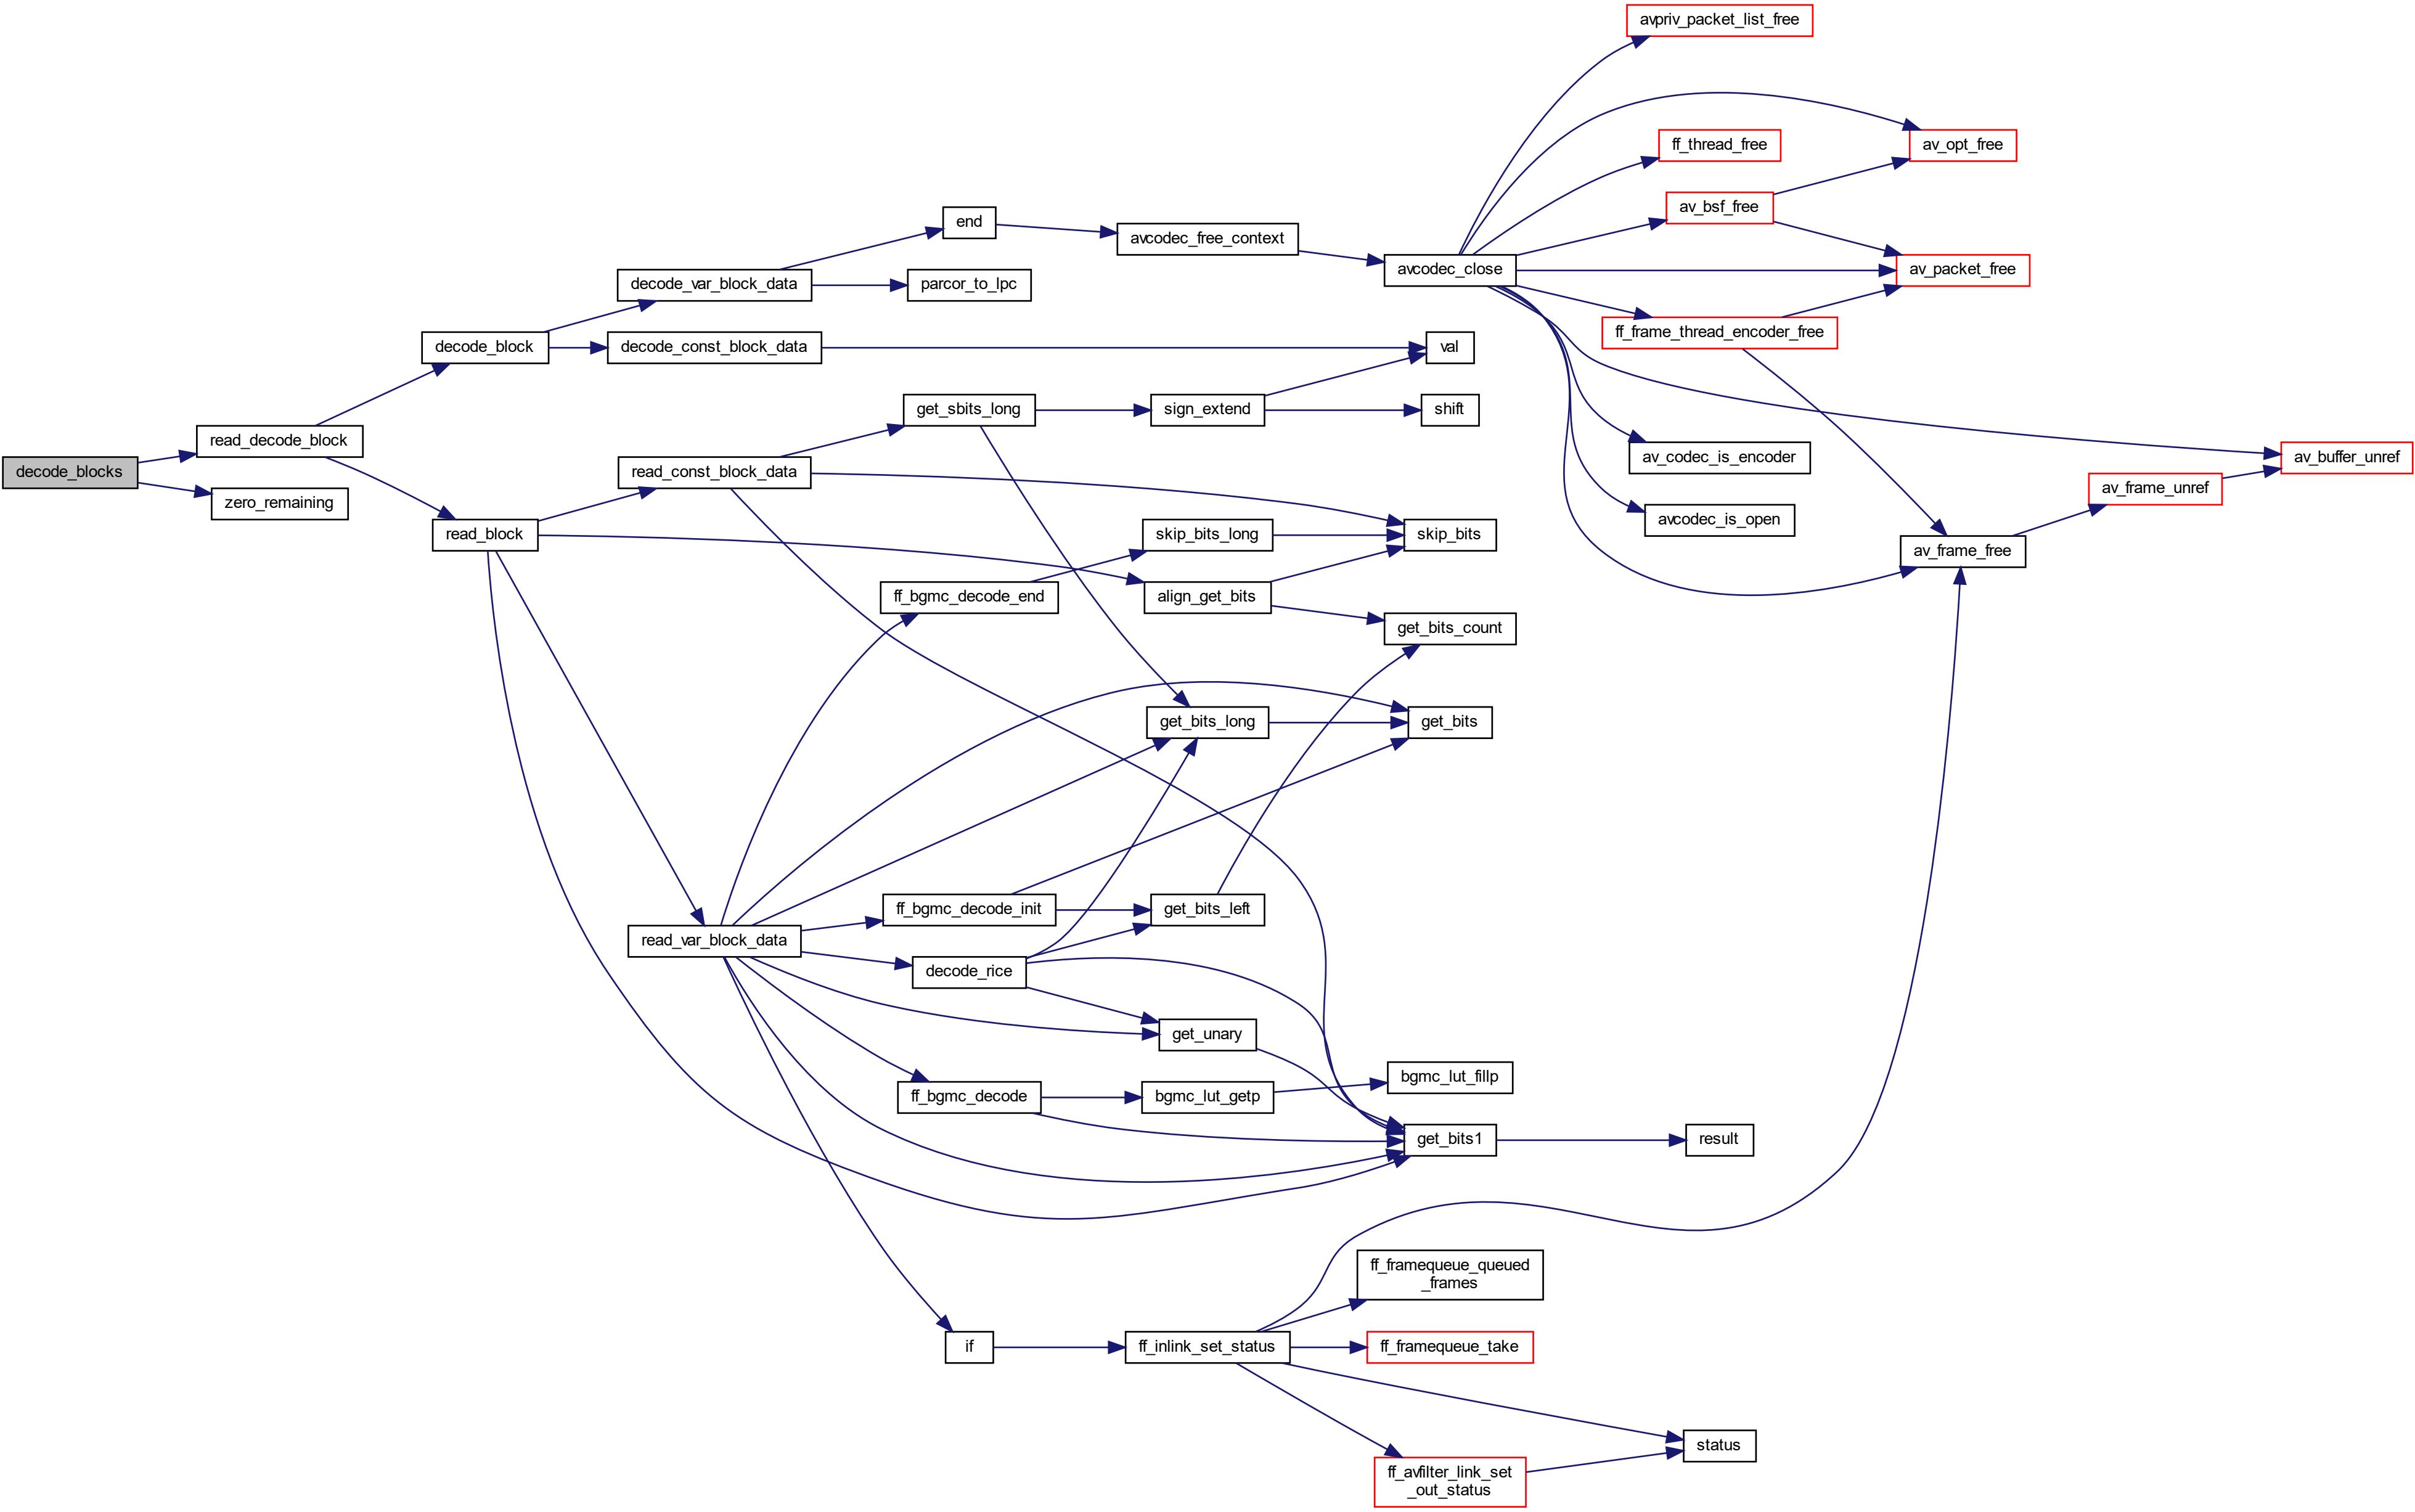 avpriv_packet_list_free
ff_thread_free
av_opt_free
av_bsf_free
end
avcodec_free_context
avcodec_close
av_packet_free
decode_var_block_data
parcor_to_lpc
ff_frame_thread_encoder_free
decode_block
decode_const_block_data
val
get_sbits_long
sign_extend
shift
read_decode_block
av_codec_is_encoder
av_buffer_unref
decode_blocks
read_const_block_data
av_frame_unref
zero_remaining
avcodec_is_open
read_block
skip_bits_long
skip_bits
av_frame_free
ff_bgmc_decode_end
align_get_bits
get_bits_count
get_bits_long
get_bits
ff_bgmc_decode_init
get_bits_left
read_var_block_data
decode_rice
get_unary
bgmc_lut_fillp
ff_bgmc_decode
bgmc_lut_getp
get_bits1
result
ff_framequeue_queued
_frames
if
ff_inlink_set_status
ff_framequeue_take
status
ff_avfilter_link_set
_out_status